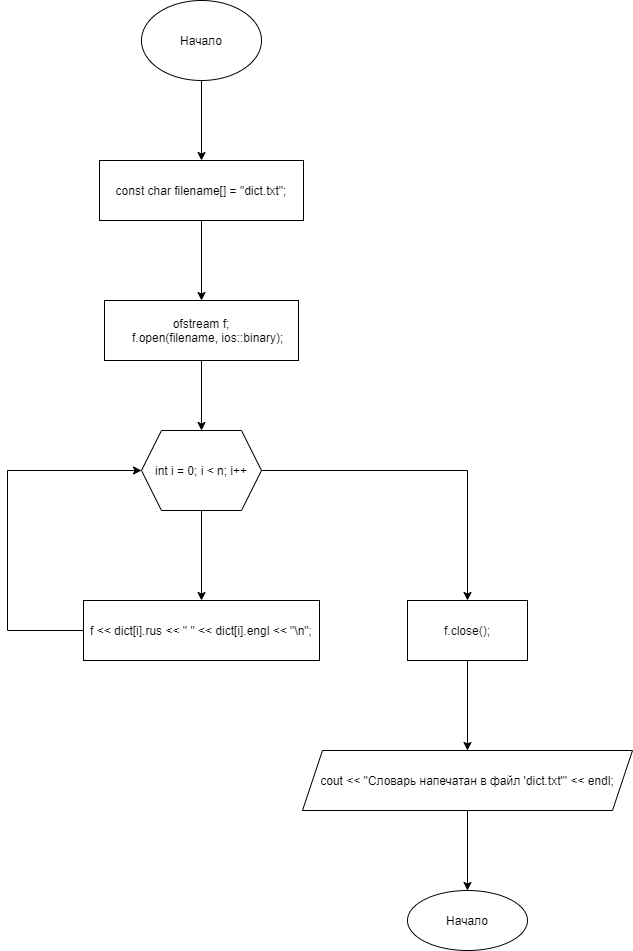 Начало
const char filename[] = "dict.txt";
ofstream f;
f.open(filename, ios::binary);
int i = 0; i < n; i++
f << dict[i].rus << " " << dict[i].engl << "\n";
f.close();
cout << "Словарь напечатан в файл 'dict.txt'" << endl;
Начало